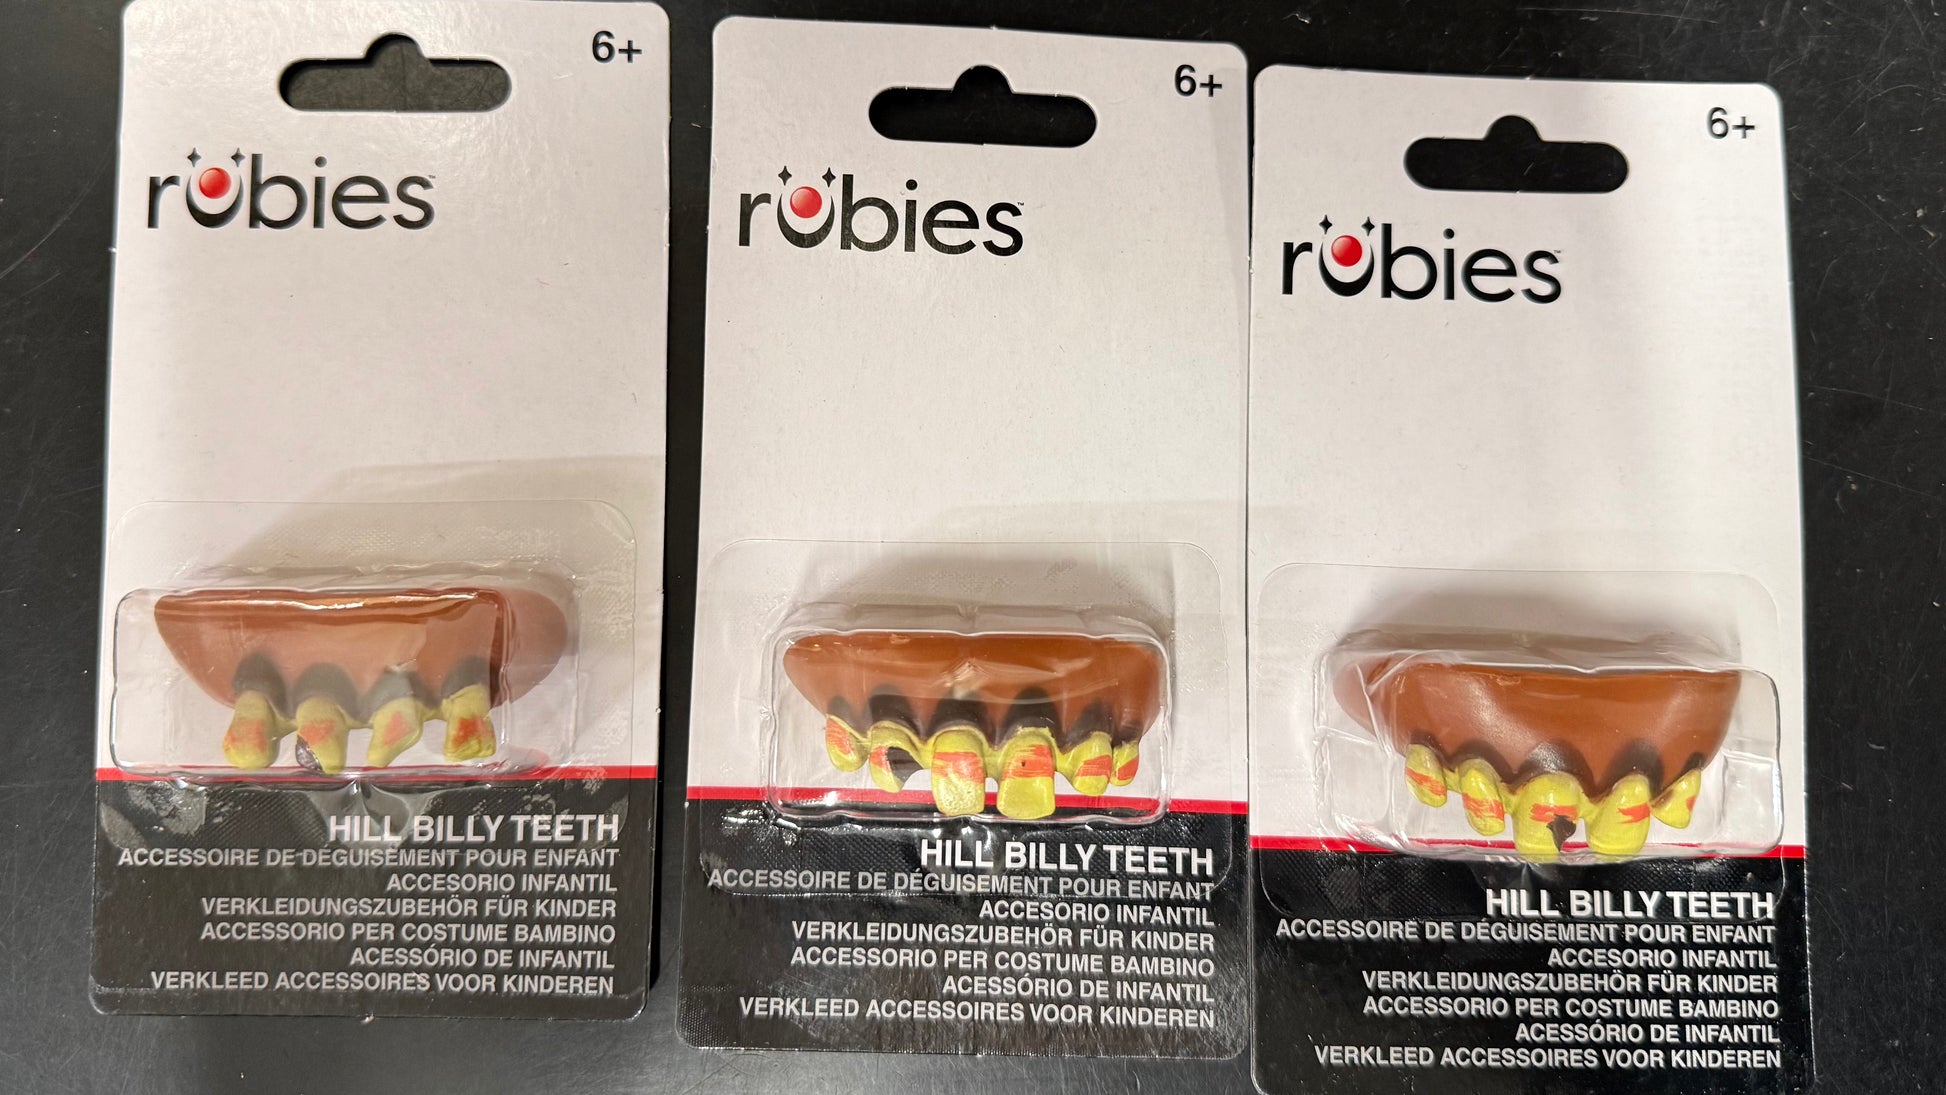 6+
rubies™
HILL BILLY TEETH
ACCESSOIRE DE DÉGUISEMENT POUR ENFANT
ACCESORIO INFANTIL
VERKLEIDUNGSZUBEHÖR FÜR KINDER
ACCESSORIO PER COSTUME BAMBINO
ACESSÓRIO DE INFANTIL
VERKLEED ACCESSOIRES VOOR KINDEREN
6+
rubies™
HILL BILLY TEETH
ACCESSOIRE DE DÉGUISEMENT POUR ENFANT
ACCESORIO INFANTIL
VERKLEIDUNGSZUBEHÖR FÜR KINDER
ACCESSORIO PER COSTUME BAMBINO
ACESSÓRIO DE INFANTIL
VERKLEED ACCESSOIRES VOOR KINDEREN
6+
rubies™
HILL BILLY TEETH
ACCESSOIRE DE DÉGUISEMENT POUR ENFANT
ACCESORIO INFANTIL
VERKLEIDUNGSZUBEHÖR FÜR KINDER
ACCESSORIO PER COSTUME BAMBINO
ACESSÓRIO DE INFANTIL
VERKLEED ACCESSOIRES VOOR KINDEREN